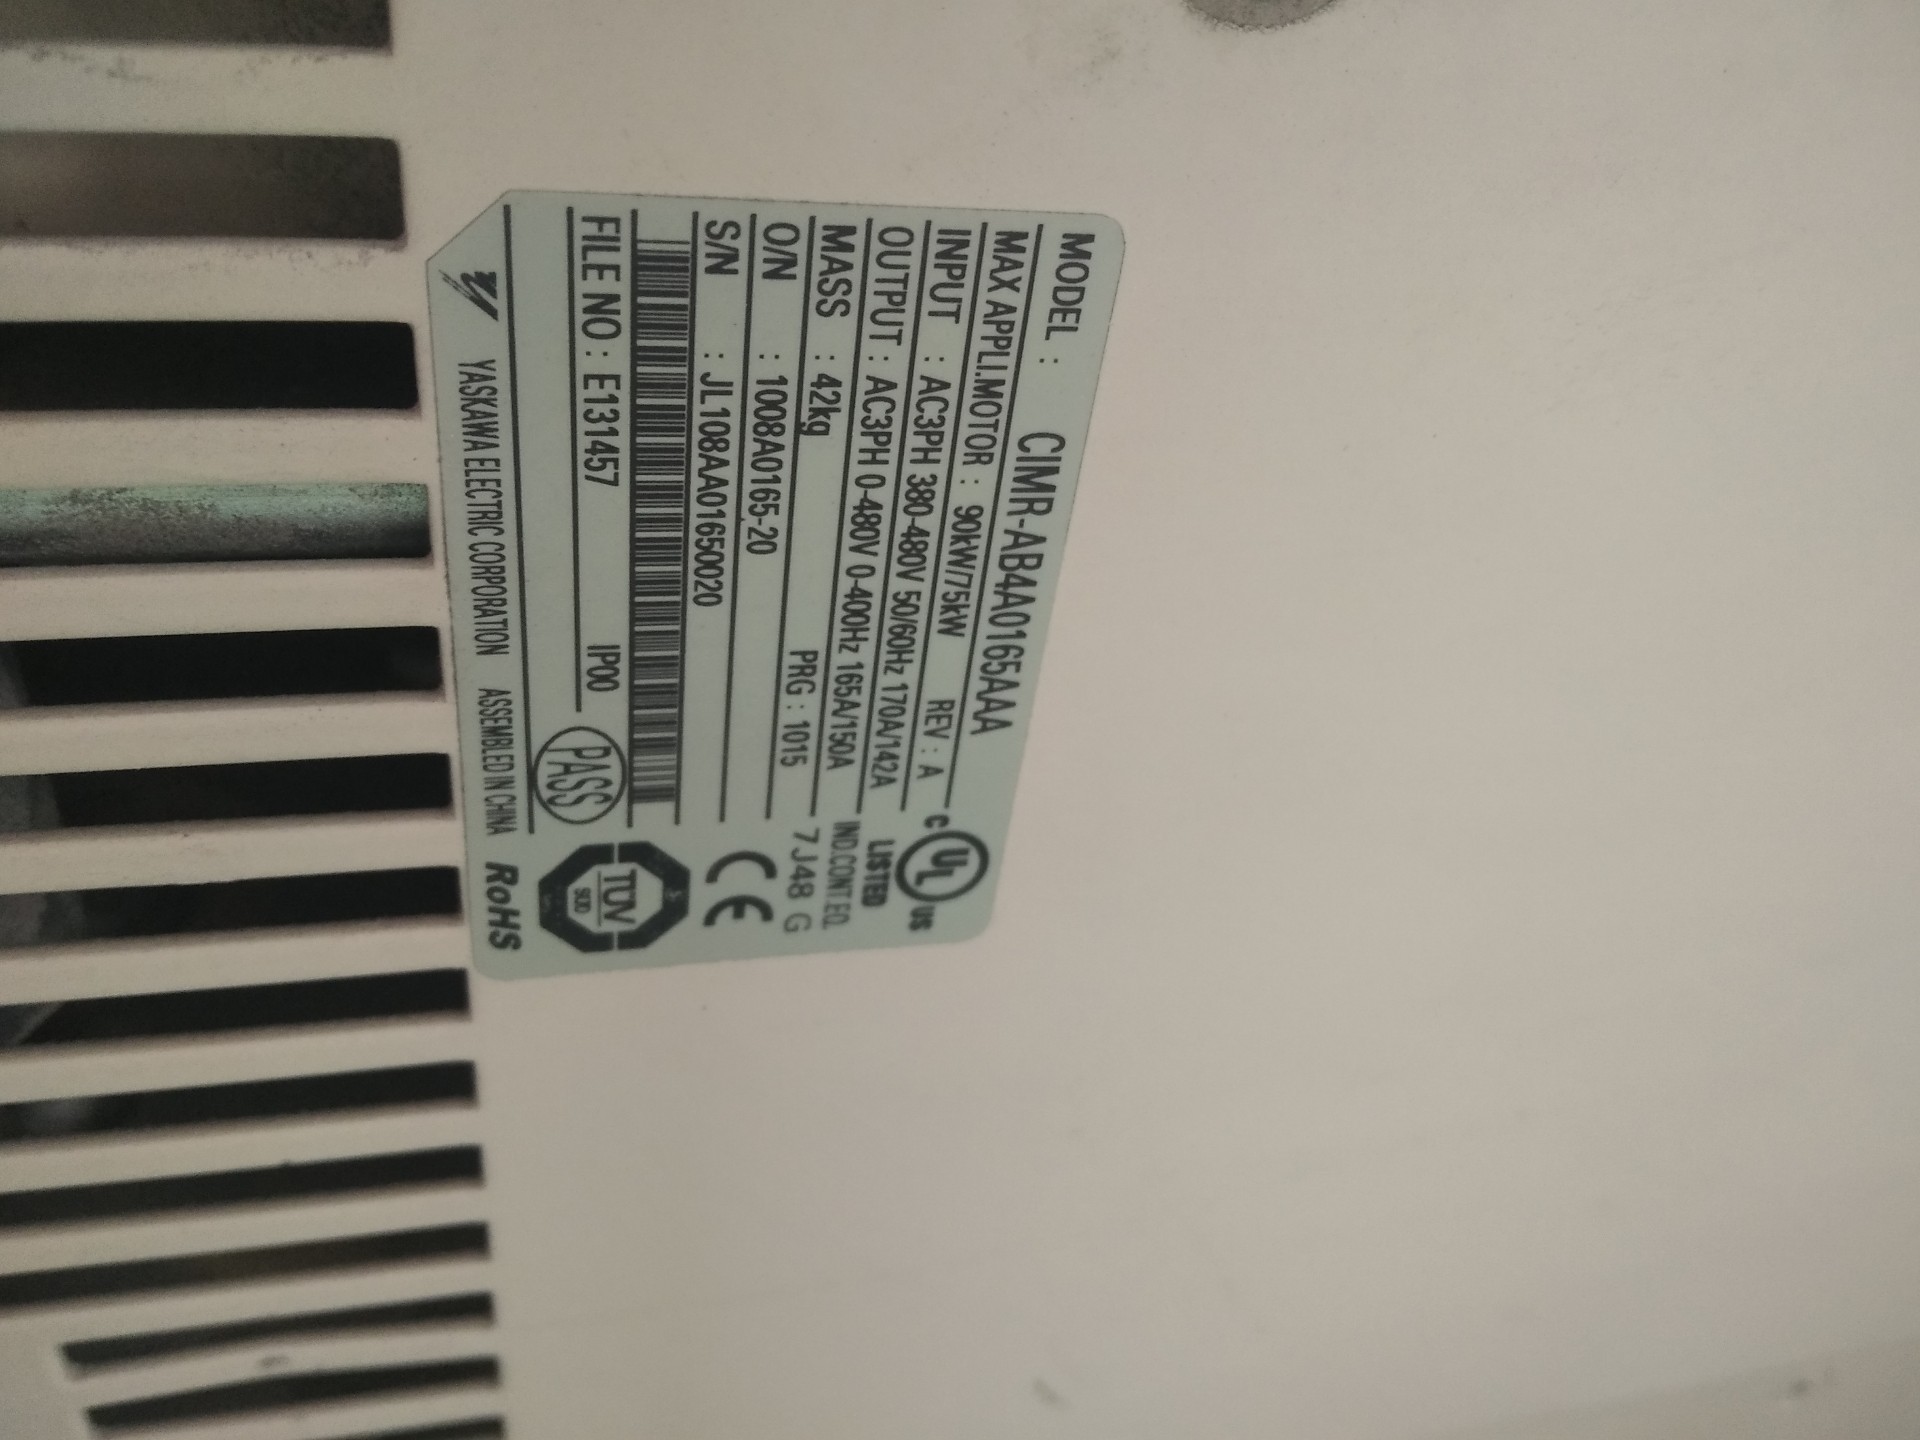 MODEL : CIMR-AB4A0165AAA
MAX APPLI.MOTOR : 90kW/75kW REV : A
INPUT : AC3PH 380-480V 50/60Hz 170A/142A
OUTPUT : AC3PH 0-480V 0-400Hz 165A/150A
MASS : 42kg PRG : 1015
O/N : 1008A0165-20
S/N : JL108AA01650020
FILE NO : E131457 IP00
PASS
YASKAWA ELECTRIC CORPORATION ASSEMBLED IN CHINA RoHS
C UL US
LISTED
IND.CONT.EQ.
7J48 G
CE
TÜV
SÜD